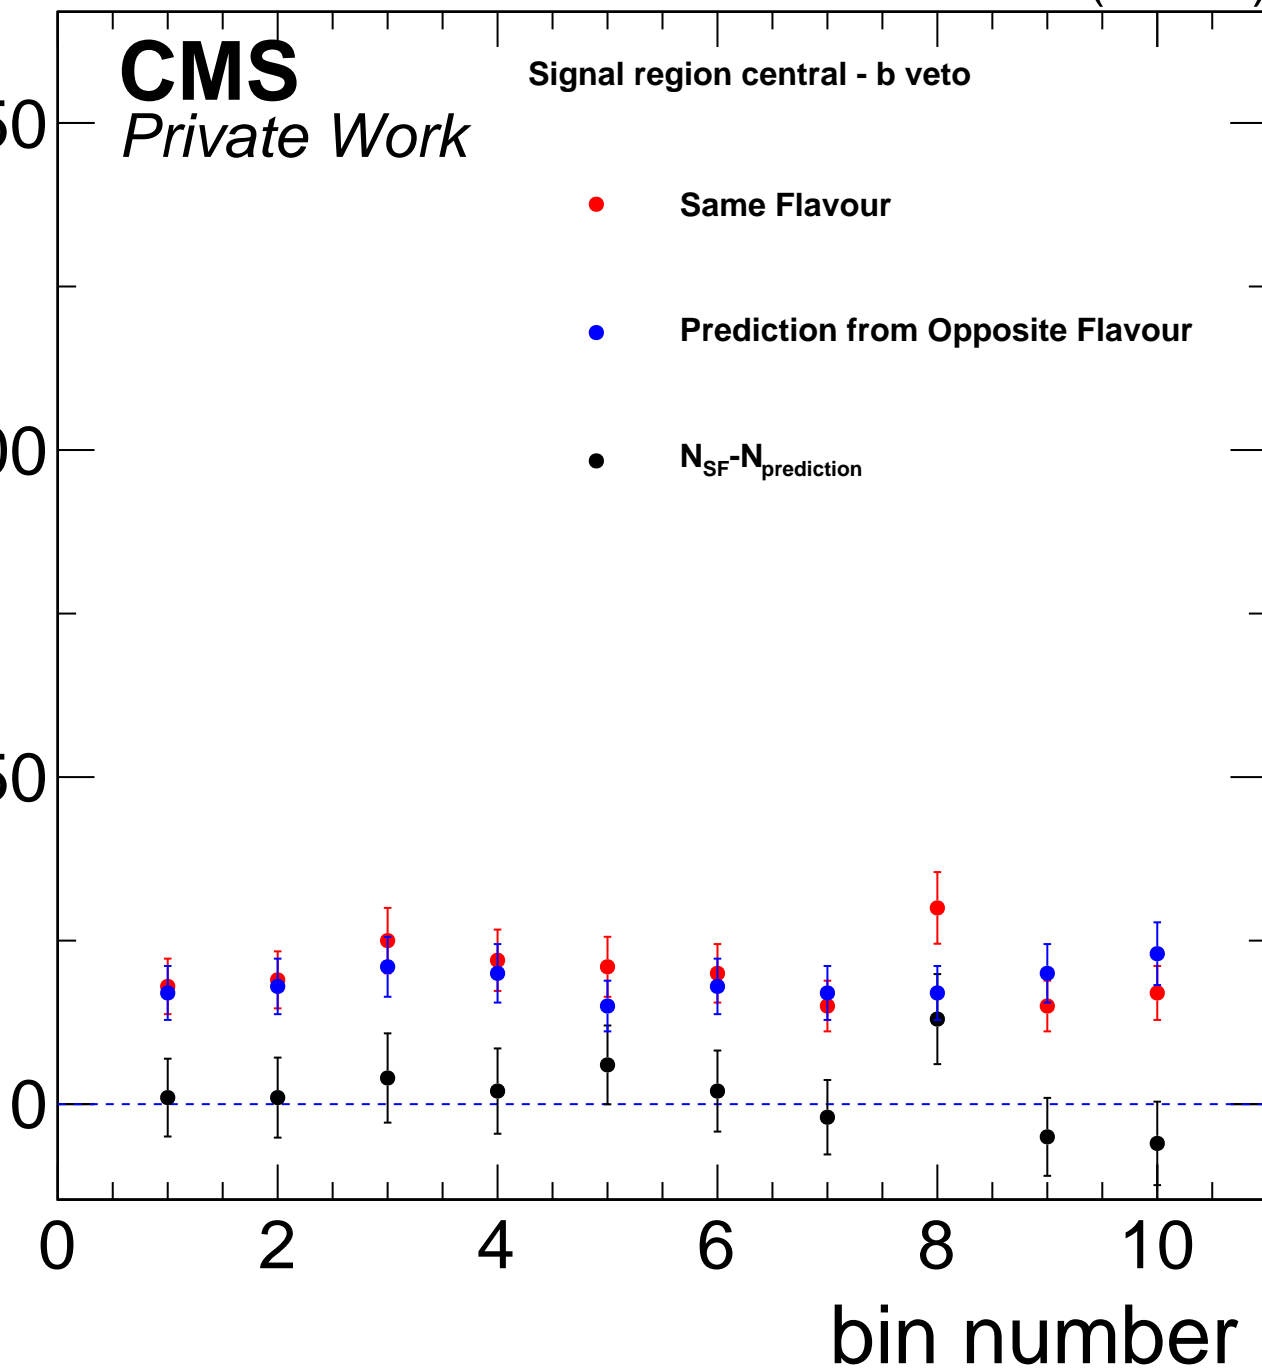 CMS
Private Work
Signal region central - b veto
Same Flavour
Prediction from Opposite Flavour
N_SF-N_prediction
0
0 2 4 6 8 10
bin number